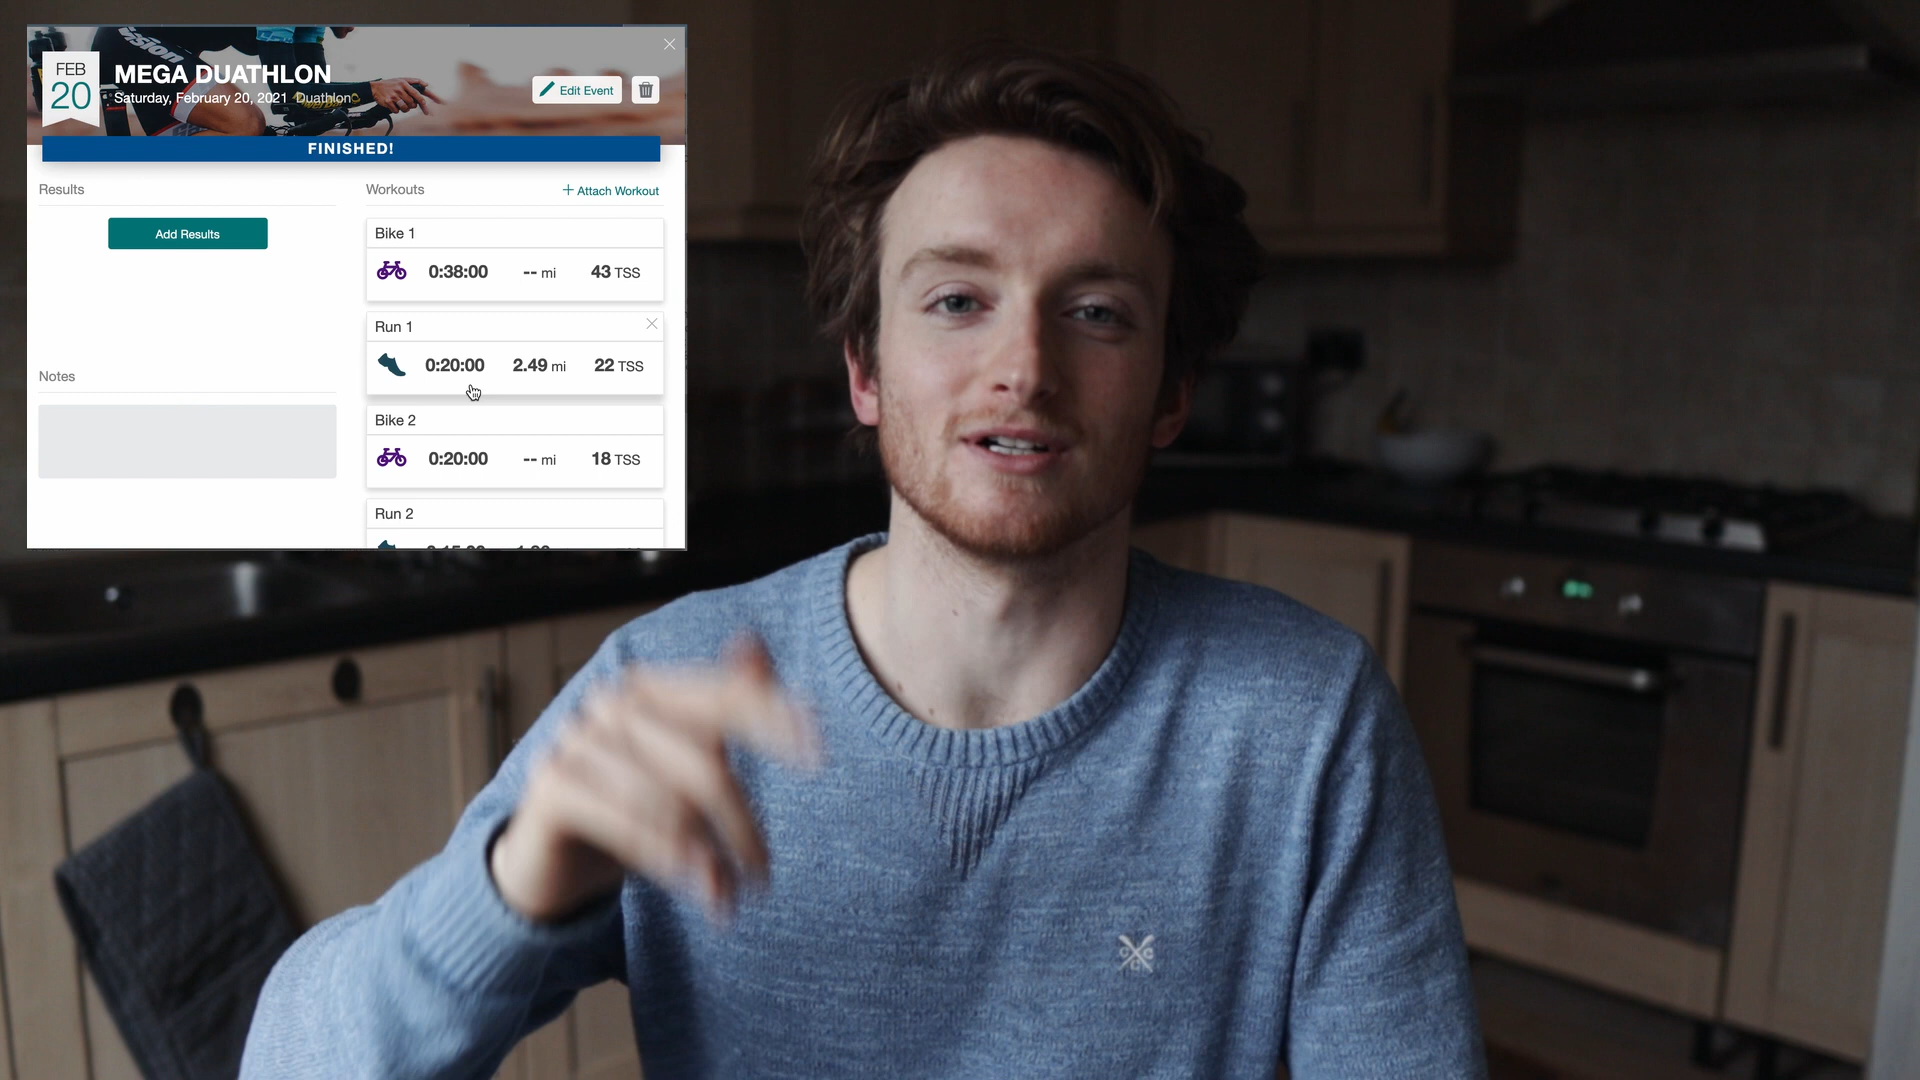 FEB
20
MEGA DUATHLON
Saturday, February 20, 2021 Duathlon
Edit Event
FINISHED!
Results
Add Results
Notes
Workouts
+ Attach Workout
Bike 1
0:38:00 -- mi 43 TSS
Run 1
0:20:00 2.49 mi 22 TSS
Bike 2
0:20:00 -- mi 18 TSS
Run 2